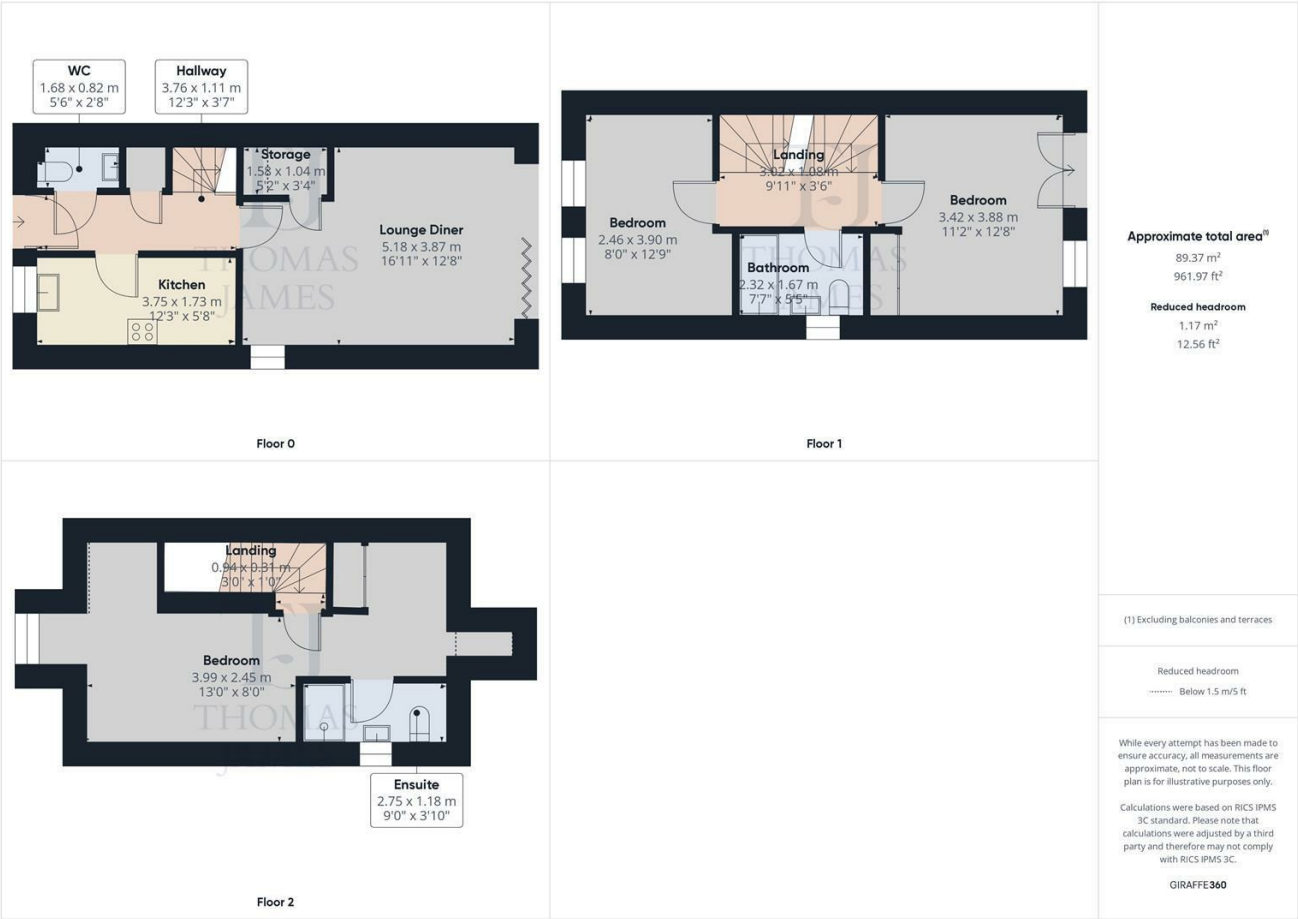 WC
1.68 x 0.82 m
5'6" x 2'8"
Hallway
3.76 x 1.11 m
12'3" x 3'7"
Storage
1.58 x 1.04 m
5'2" x 3'4"
Lounge Diner
5.18 x 3.87 m
16'11" x 12'8"
Kitchen
3.75 x 1.73 m
12'3" x 5'8"
THOMAS
JAMES
Floor 0
Landing
3.02 x 1.08 m
9'11" x 3'6"
Bedroom
2.46 x 3.90 m
8'0" x 12'9"
Bedroom
3.42 x 3.88 m
11'2" x 12'8"
Bathroom
2.32 x 1.67 m
7'7" x 5'5"
THOMAS
JAMES
Floor 1
Landing
0.94 x 0.31 m
3'0" x 1'0"
Bedroom
3.99 x 2.45 m
13'0" x 8'0"
THOMAS
JAMES
Ensuite
2.75 x 1.18 m
9'0" x 3'10"
Floor 2
Approximate total area(1)
89.37 m²
961.97 ft²
Reduced headroom
1.17 m²
12.56 ft²
(1) Excluding balconies and terraces
Reduced headroom
Below 1.5 m/5 ft
While every attempt has been made to
ensure accuracy, all measurements are
approximate, not to scale. This floor
plan is for illustrative purposes only.
Calculations were based on RICS IPMS
3C standard. Please note that
calculations were adjusted by a third
party and therefore may not comply
with RICS IPMS 3C.
GIRAFFE360